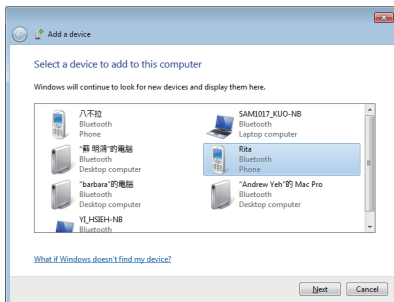 Add a device
Select a device to add to this computer
Windows will continue to look for new devices and display them here.
八不拉
Bluetooth
Phone
SAM1017_KUO-NB
Bluetooth
Laptop computer
"蘇 明鴻"的電腦
Bluetooth
Desktop computer
Rita
Bluetooth
Phone
"barbara"的電腦
Bluetooth
Desktop computer
"Andrew Yeh"的 Mac Pro
Bluetooth
Desktop computer
YI_HSIEH-NB
Bluetooth
What if Windows doesn't find my device?
Next
Cancel